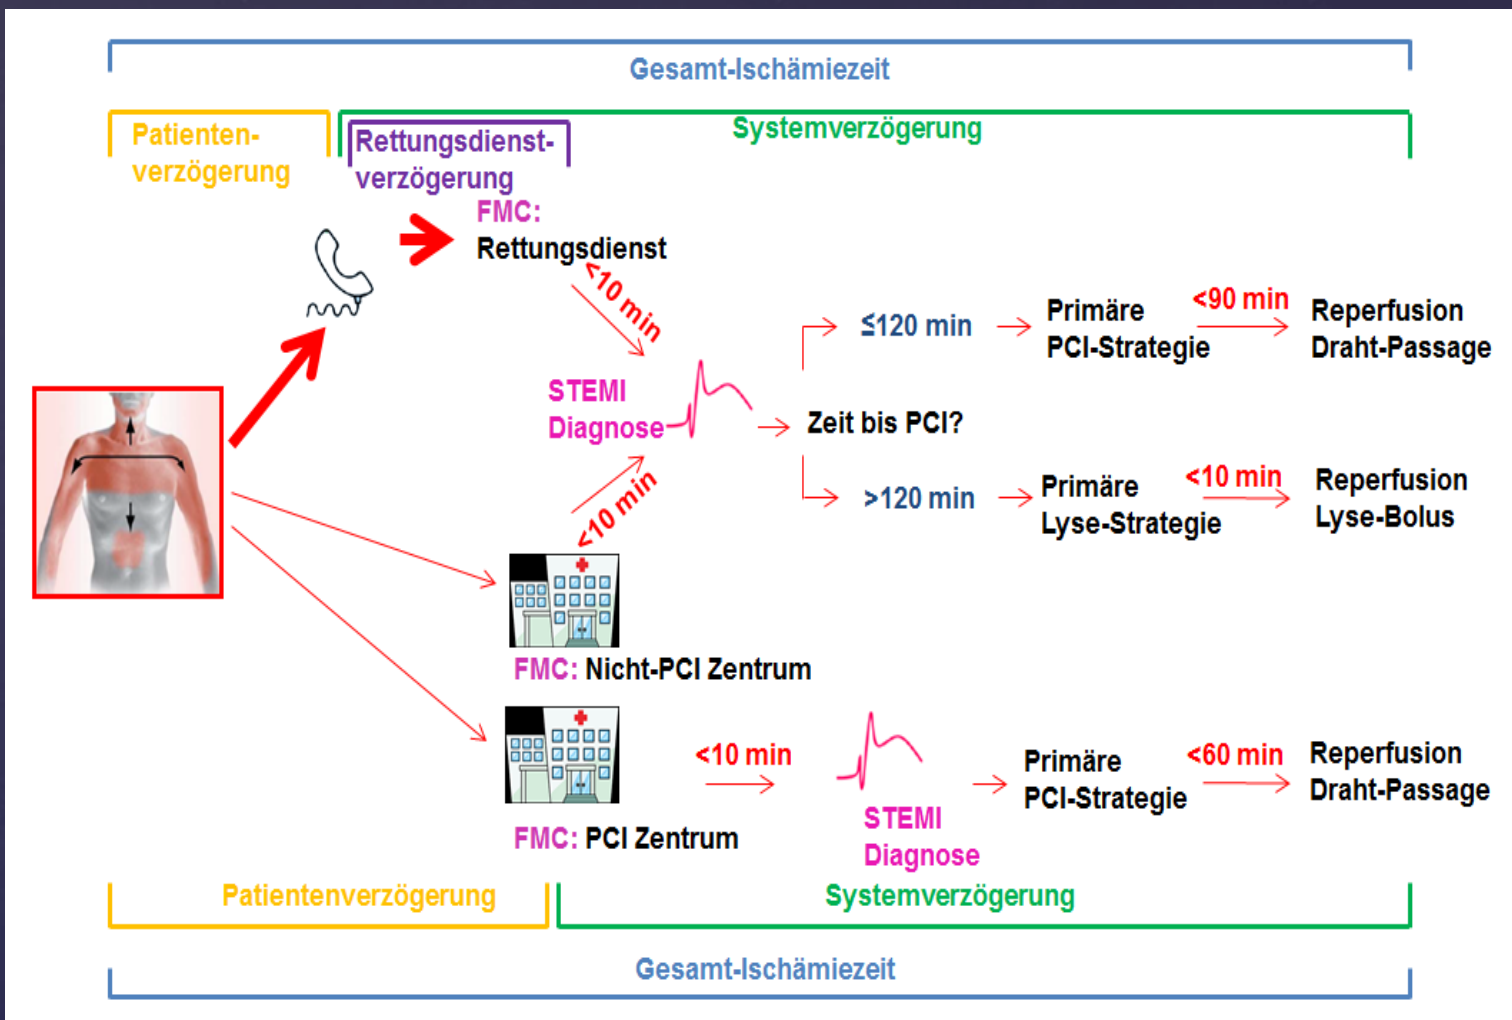 Gesamt-Ischämiezeit
Patienten-
verzögerung
Rettungsdienst-
verzögerung
Systemverzögerung
FMC:
Rettungsdienst
<10 min
STEMI
Diagnose
Zeit bis PCI?
≤120 min
Primäre
PCI-Strategie
<90 min
Reperfusion
Draht-Passage
>120 min
Primäre
Lyse-Strategie
<10 min
Reperfusion
Lyse-Bolus
<10 min
FMC: Nicht-PCI Zentrum
FMC: PCI Zentrum
<10 min
STEMI
Diagnose
Primäre
PCI-Strategie
<60 min
Reperfusion
Draht-Passage
Patientenverzögerung
Systemverzögerung
Gesamt-Ischämiezeit